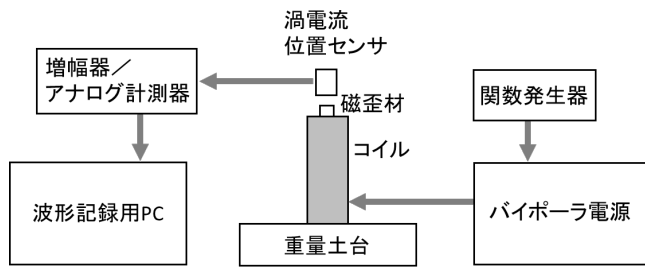 渦電流
位置センサ
増幅器／
アナログ計測器
関数発生器
磁歪材
コイル
波形記録用PC
バイポーラ電源
重量土台